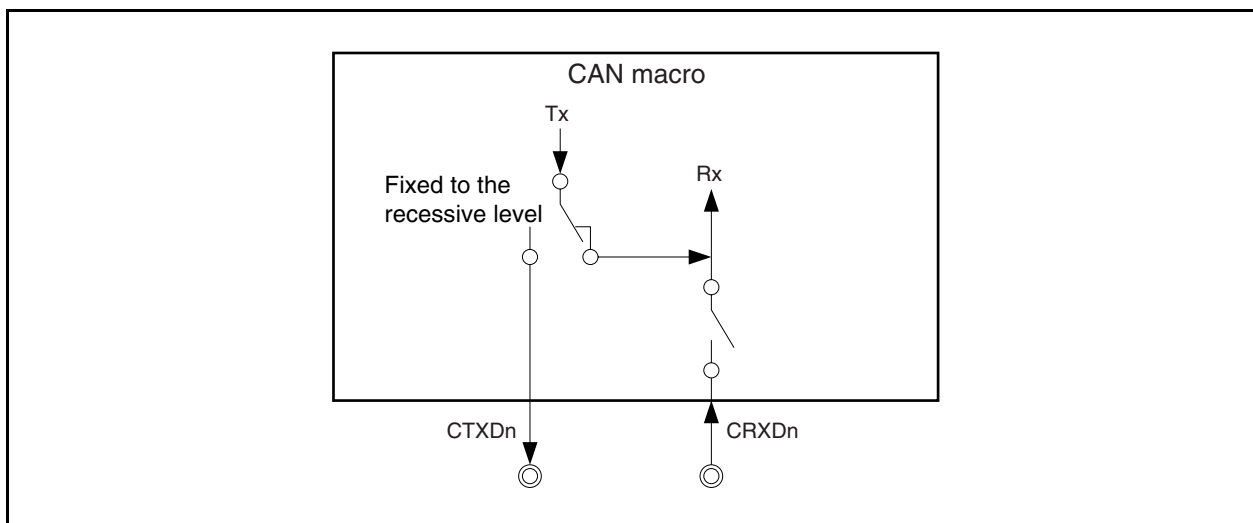 CAN macro
Tx
Rx
Fixed to the
recessive level
CTXDn
CRXDn